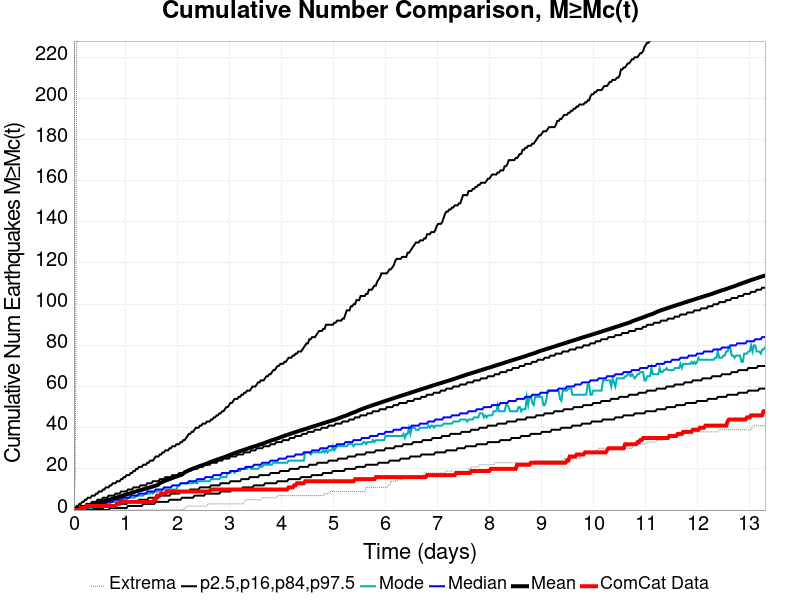 Cumulative Number Comparison, M≥Mc(t)
Cumulative Num Earthquakes M≥Mc(t)
220
200
180
160
140
120
100
80
60
40
20
0
0 1 2 3 4 5 6 7 8 9 10 11 12 13
Time (days)
Extrema p2.5,p16,p84,p97.5 Mode Median Mean ComCat Data